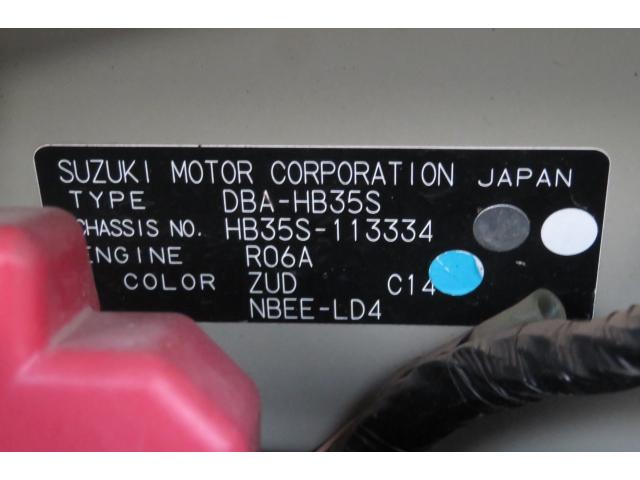 SUZUKI MOTOR CORPORATION JAPAN
TYPE DBA-HB35S
CHASSIS NO. HB35S-113334
ENGINE R06A
COLOR ZUD C14
NBEE-LD4